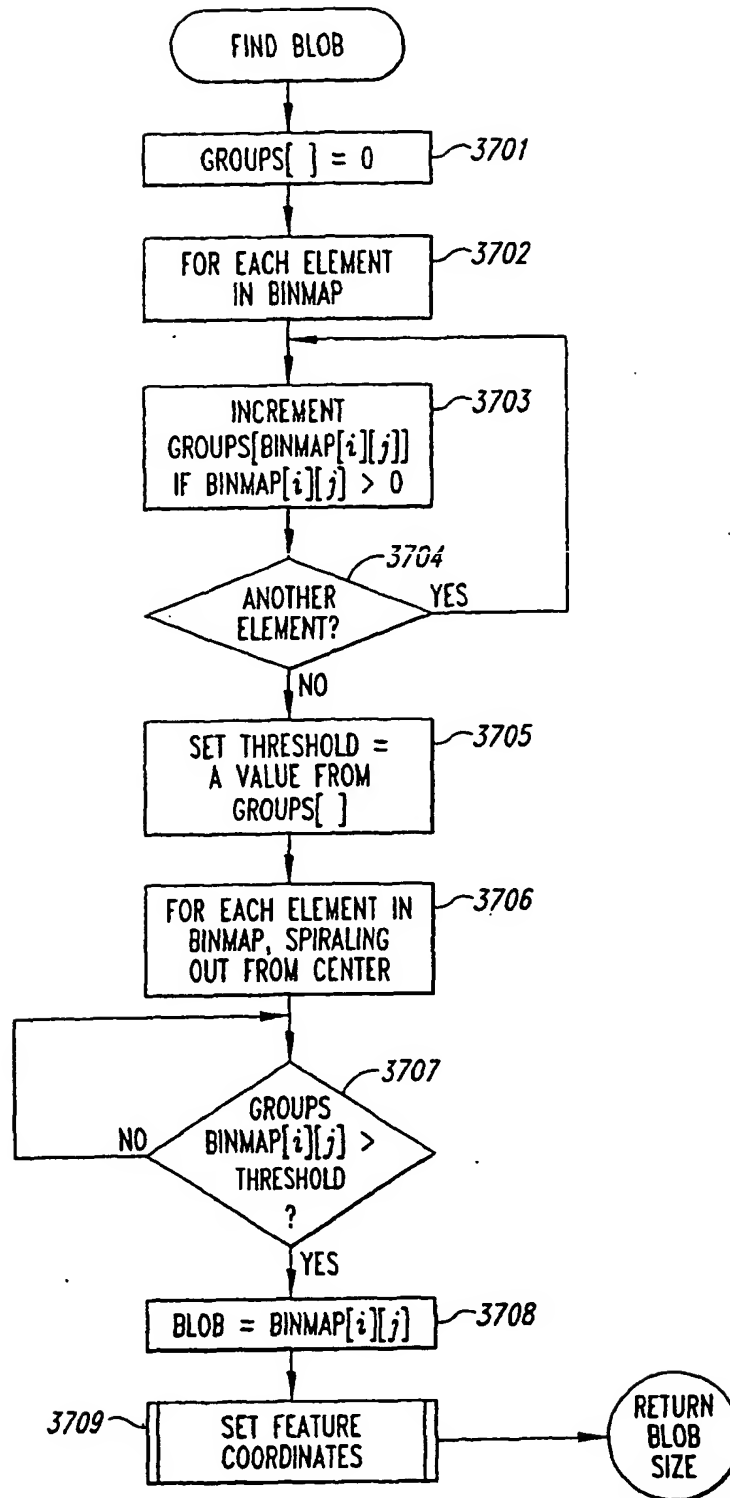 FIND BLOB
GROUPS[ ] = 0
3701
FOR EACH ELEMENT
IN BINMAP
3702
INCREMENT
GROUPS[BINMAP[i][j]]
IF BINMAP[i][j] > 0
3703
3704
ANOTHER
ELEMENT?
YES
NO
SET THRESHOLD =
A VALUE FROM
GROUPS[ ]
3705
FOR EACH ELEMENT IN
BINMAP, SPIRALING
OUT FROM CENTER
3706
3707
GROUPS
BINMAP[i][j] >
THRESHOLD
?
NO
YES
BLOB = BINMAP[i][j]
3708
3709
SET FEATURE
COORDINATES
RETURN
BLOB
SIZE